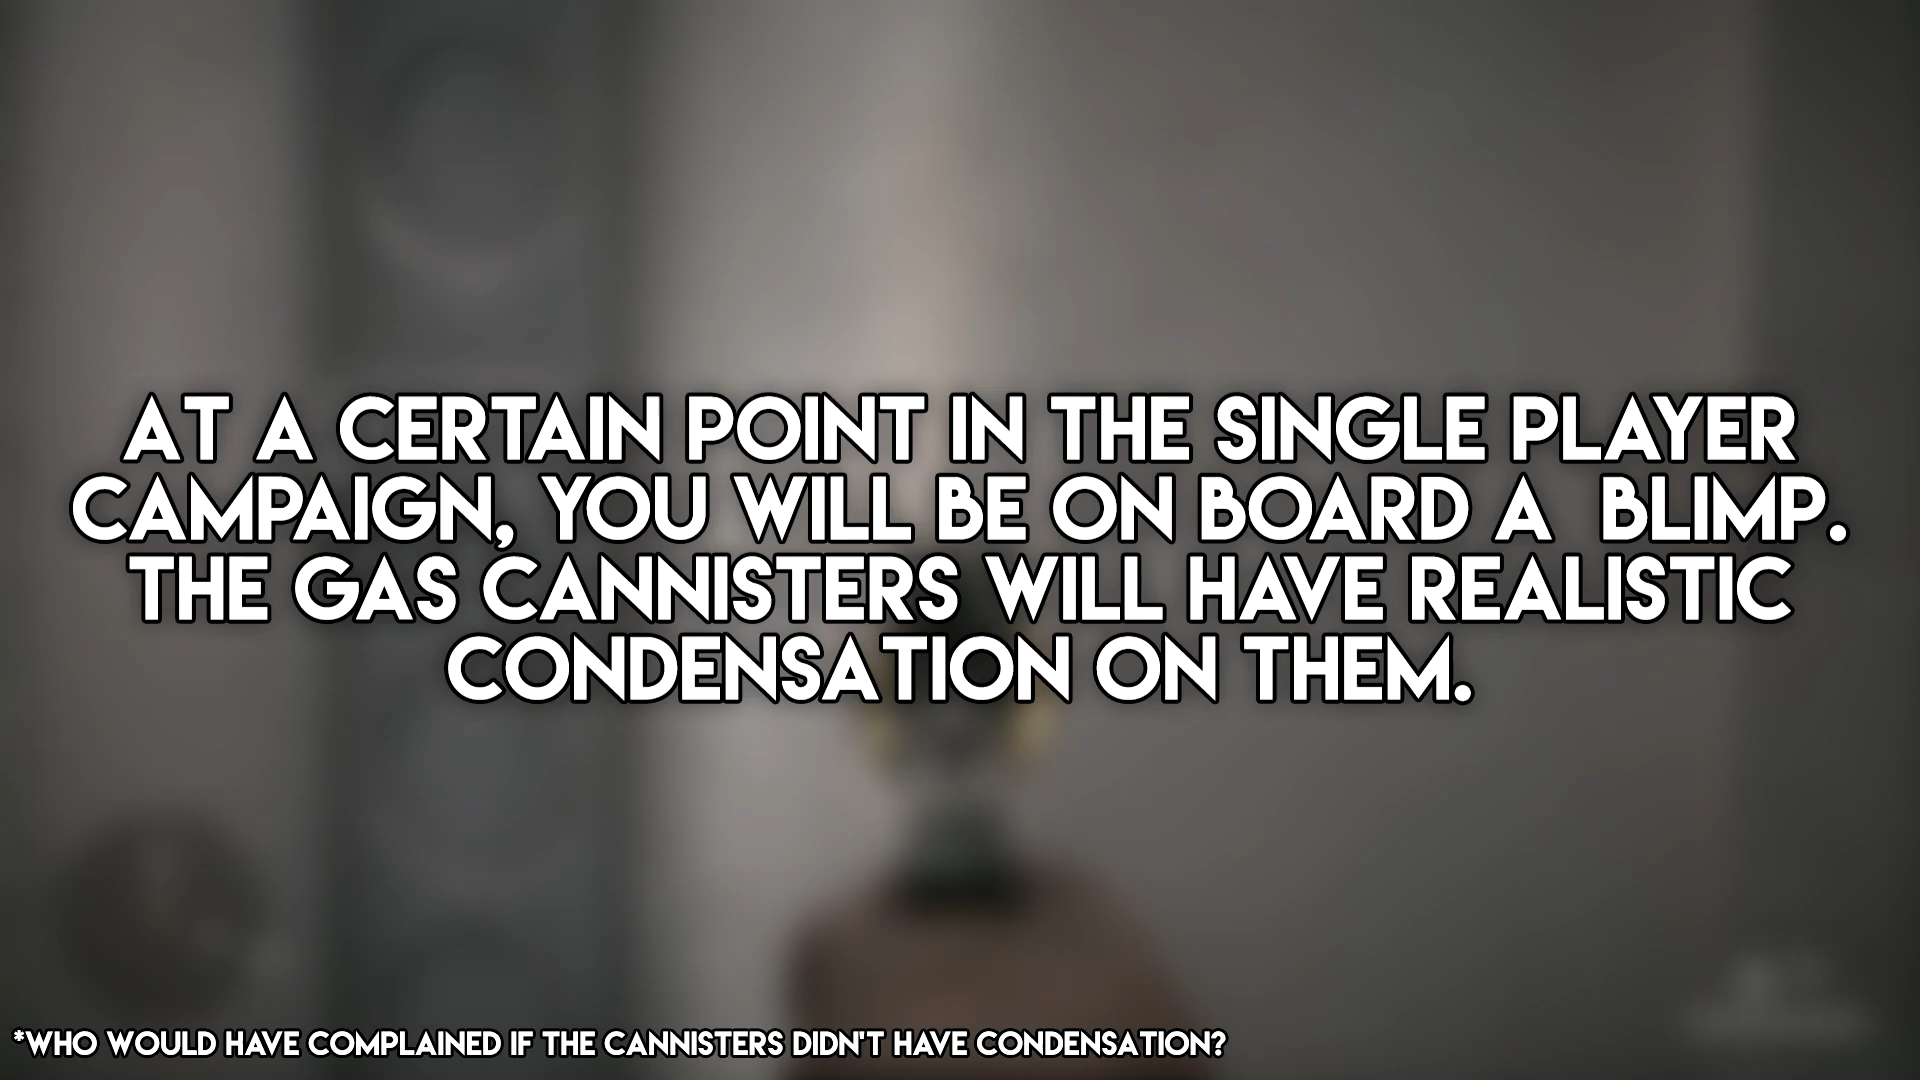 AT A CERTAIN POINT IN THE SINGLE PLAYER
CAMPAIGN, YOU WILL BE ON BOARD A BLIMP.
THE GAS CANNISTERS WILL HAVE REALISTIC
CONDENSATION ON THEM.
*WHO WOULD HAVE COMPLAINED IF THE CANNISTERS DIDN'T HAVE CONDENSATION?